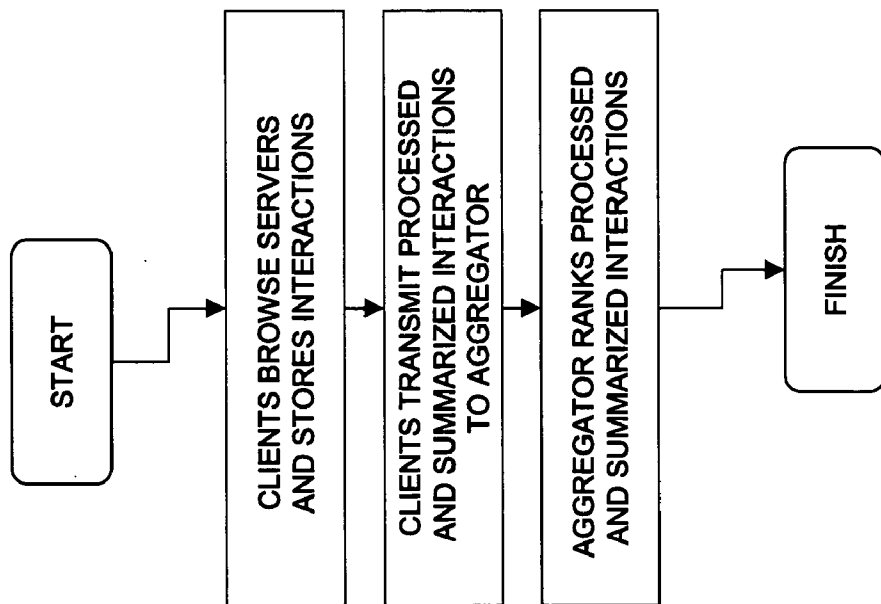 START
CLIENTS BROWSE SERVERS
AND STORES INTERACTIONS
CLIENTS TRANSMIT PROCESSED
AND SUMMARIZED INTERACTIONS
TO AGGREGATOR
AGGREGATOR RANKS PROCESSED
AND SUMMARIZED INTERACTIONS
FINISH